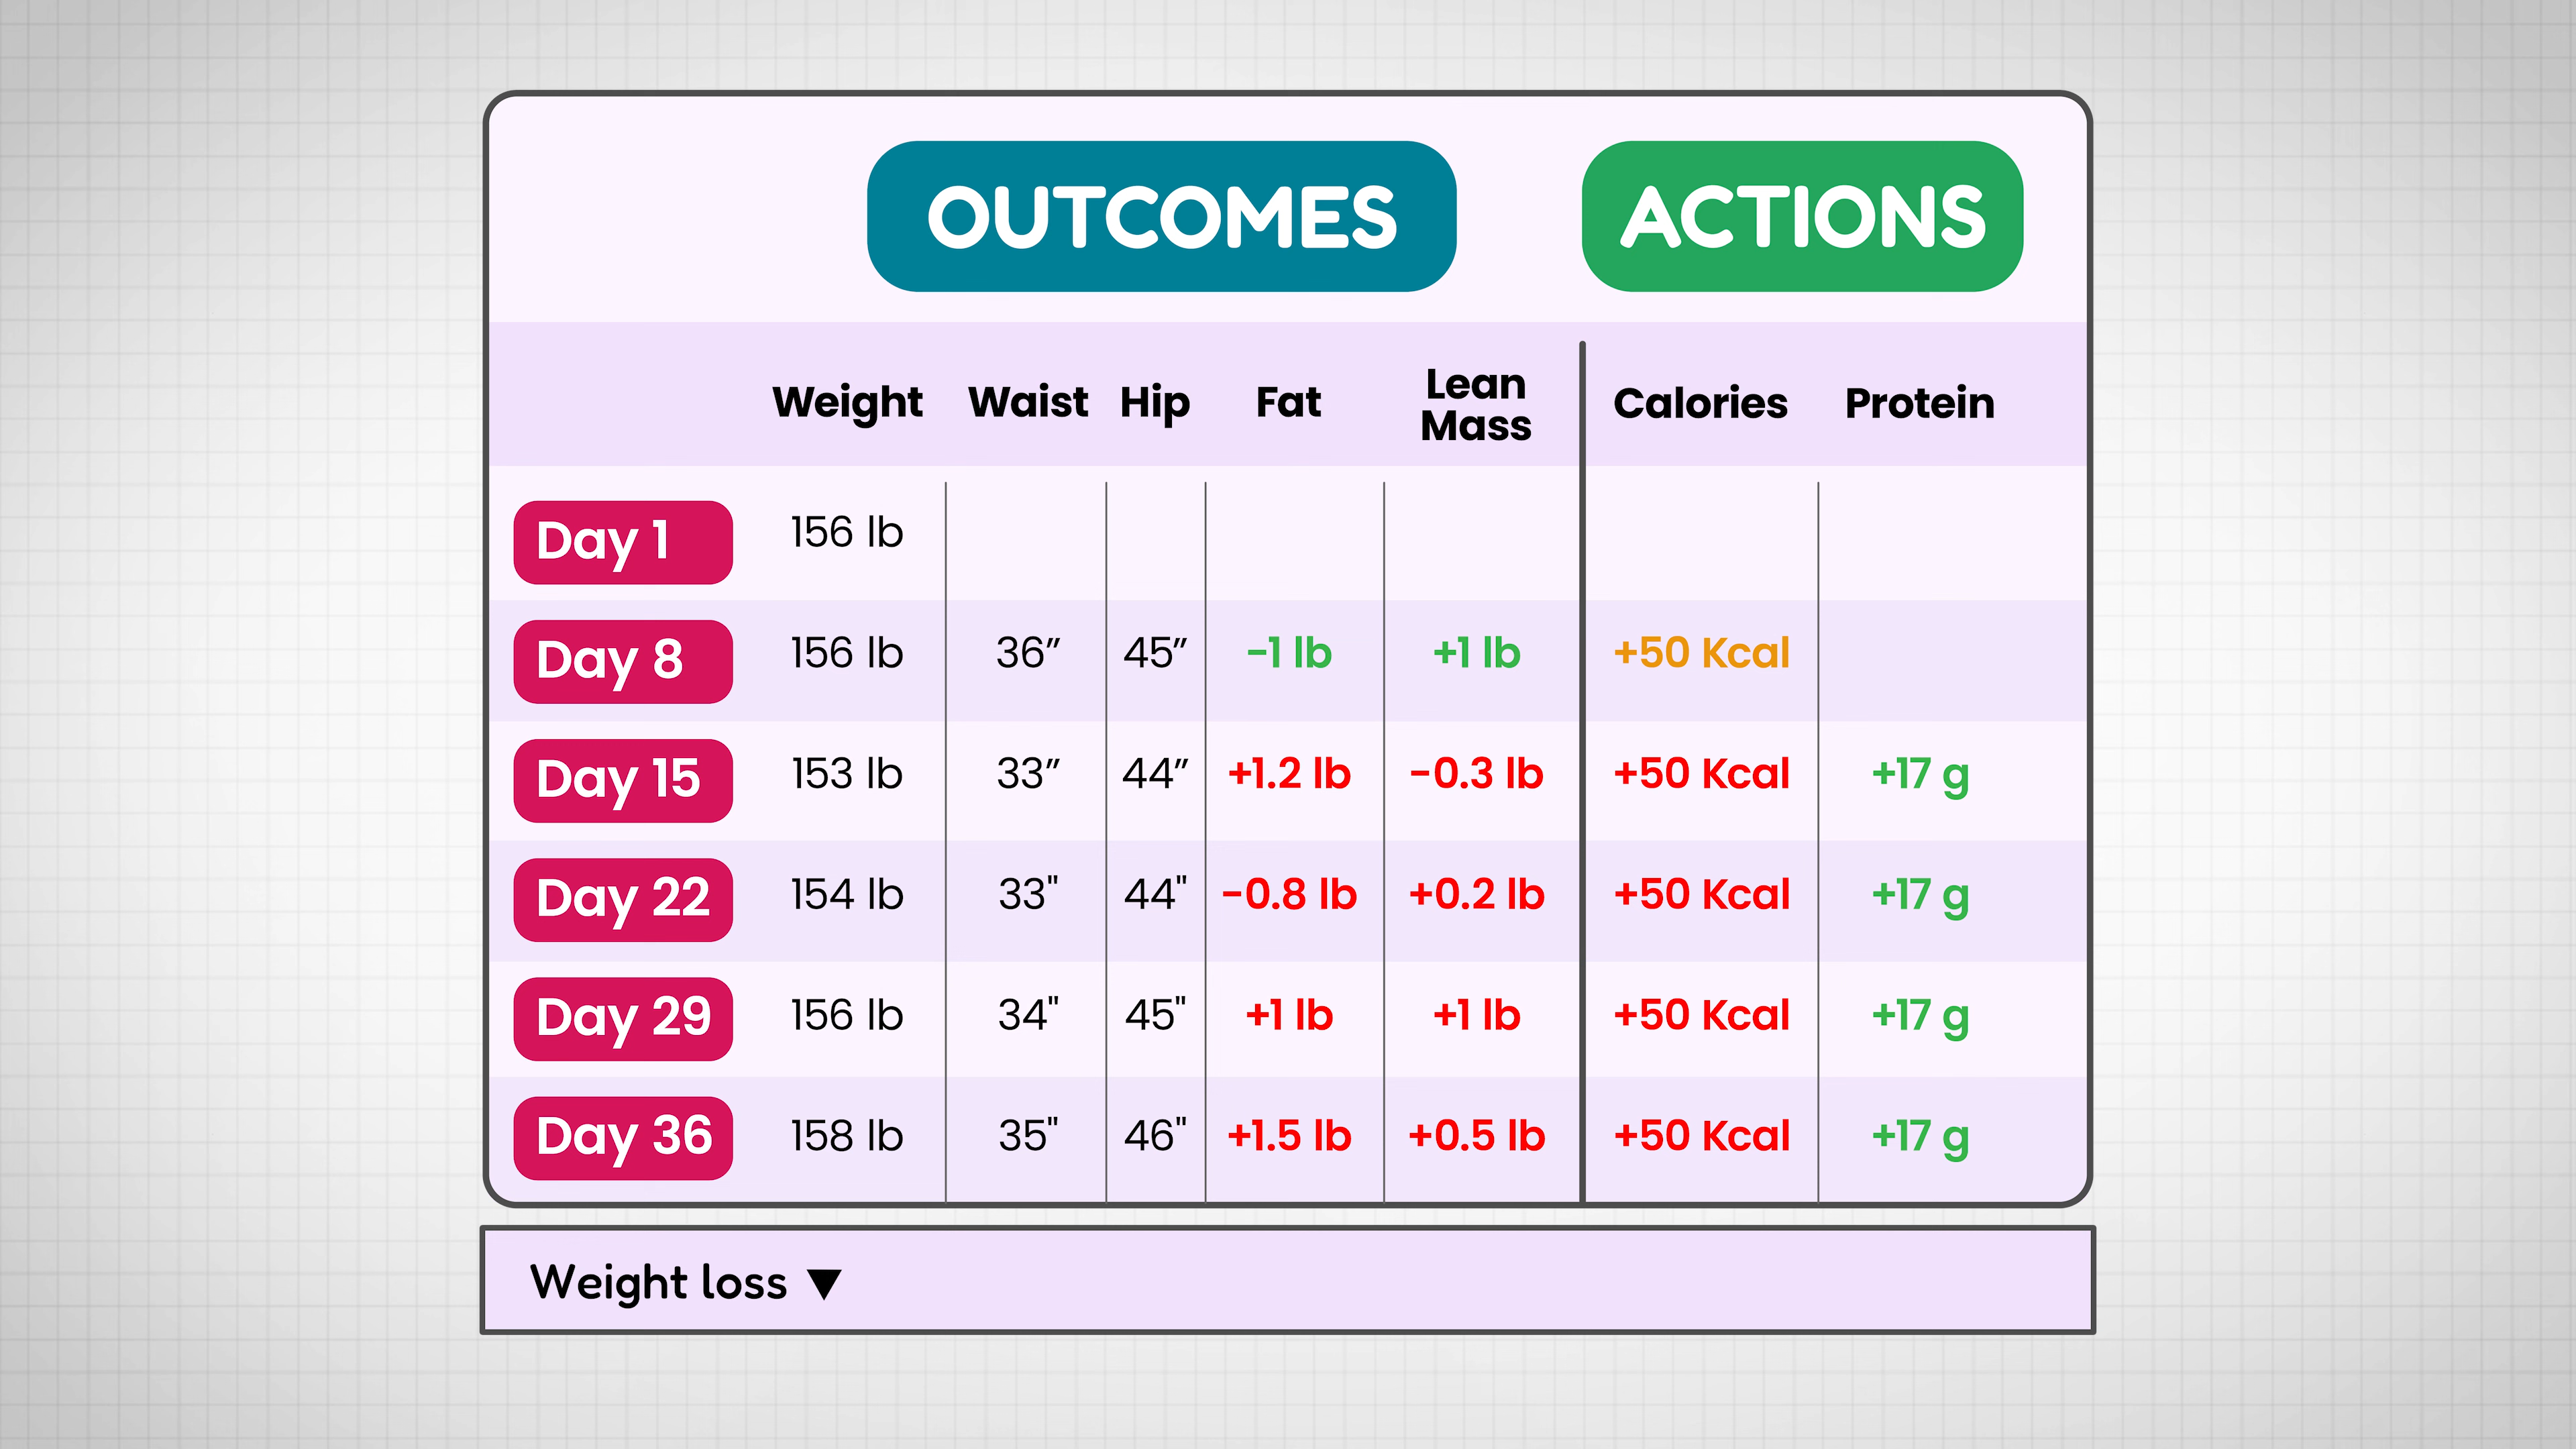 OUTCOMES ACTIONS
Weight Waist Hip Fat Lean Mass Calories Protein
Day 1 156 lb
Day 8 156 lb 36” 45” -1 lb +1 lb +50 Kcal
Day 15 153 lb 33” 44” +1.2 lb -0.3 lb +50 Kcal +17 g
Day 22 154 lb 33" 44" -0.8 lb +0.2 lb +50 Kcal +17 g
Day 29 156 lb 34" 45" +1 lb +1 lb +50 Kcal +17 g
Day 36 158 lb 35" 46" +1.5 lb +0.5 lb +50 Kcal +17 g
Weight loss ▼